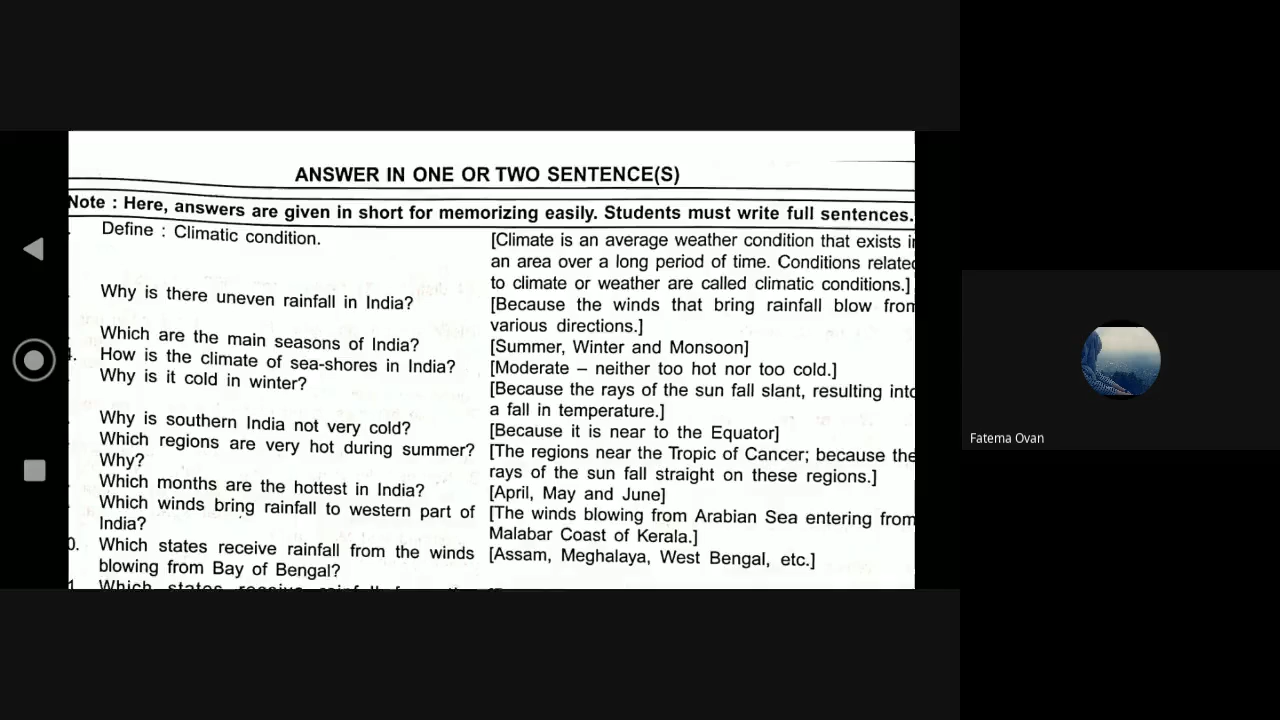 ANSWER IN ONE OR TWO SENTENCE(S)
Note : Here, answers are given in short for memorizing easily. Students must write full sentences.
Define : Climatic condition.
[Climate is an average weather condition that exists in
an area over a long period of time. Conditions related
to climate or weather are called climatic conditions.]
Why is there uneven rainfall in India?
[Because the winds that bring rainfall blow from
various directions.]
Which are the main seasons of India?
[Summer, Winter and Monsoon]
4. How is the climate of sea-shores in India?
[Moderate – neither too hot nor too cold.]
Why is it cold in winter?
[Because the rays of the sun fall slant, resulting into
a fall in temperature.]
Why is southern India not very cold?
[Because it is near to the Equator]
Which regions are very hot during summer?
Why?
[The regions near the Tropic of Cancer; because the
rays of the sun fall straight on these regions.]
Which months are the hottest in India?
[April, May and June]
Which winds bring rainfall to western part of
India?
[The winds blowing from Arabian Sea entering from
Malabar Coast of Kerala.]
0. Which states receive rainfall from the winds
blowing from Bay of Bengal?
[Assam, Meghalaya, West Bengal, etc.]
1. Which states receive rainfall
Fatema Ovan